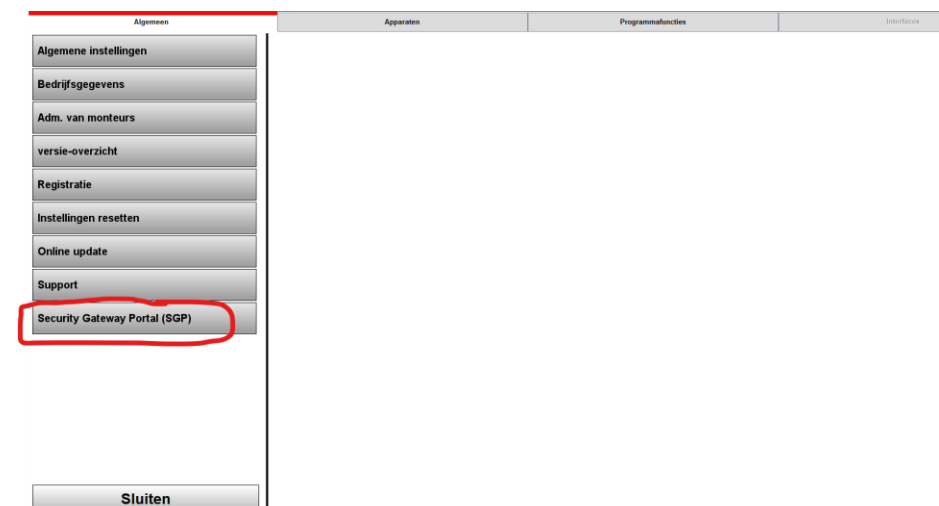 Algemeen
Apparaten
Programmafuncties
Interfaces
Algemene instellingen
Bedrijfsgegevens
Adm. van monteurs
versie-overzicht
Registratie
Instellingen resetten
Online update
Support
Security Gateway Portal (SGP)
Sluiten